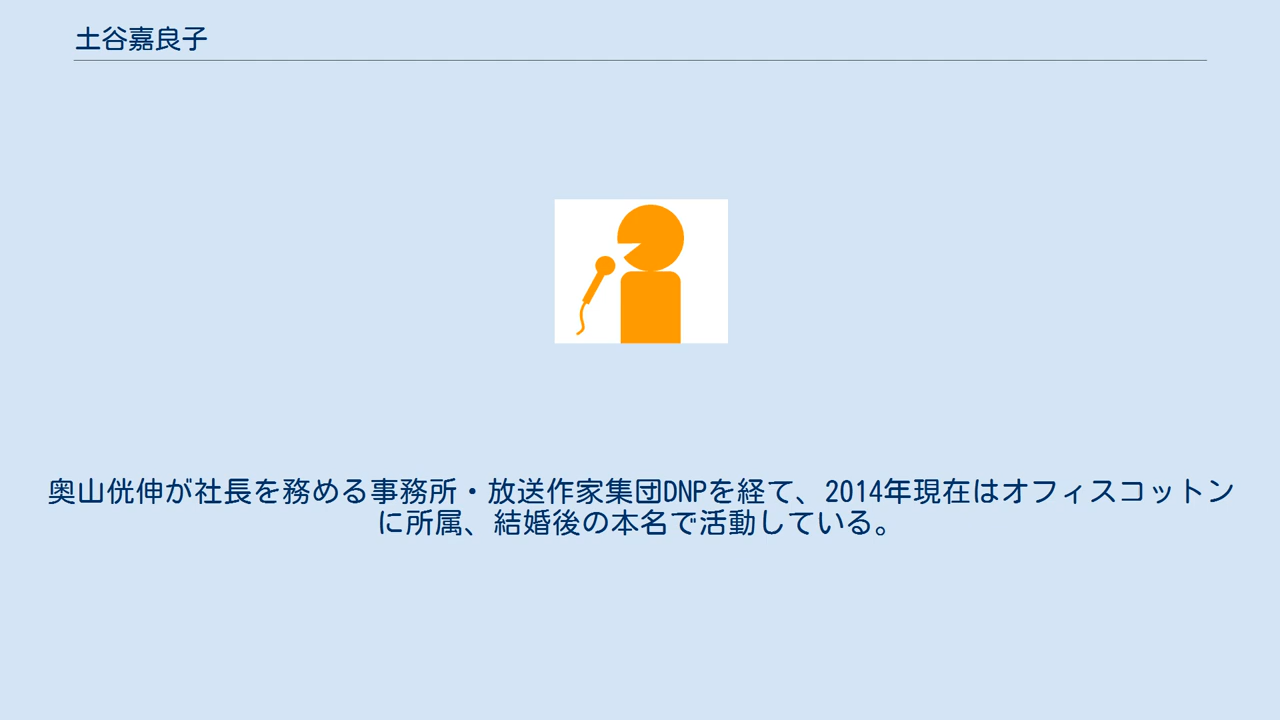 土谷嘉良子
奥山侊伸が社長を務める事務所・放送作家集団DNPを経て、2014年現在はオフィスコットン
に所属、結婚後の本名で活動している。